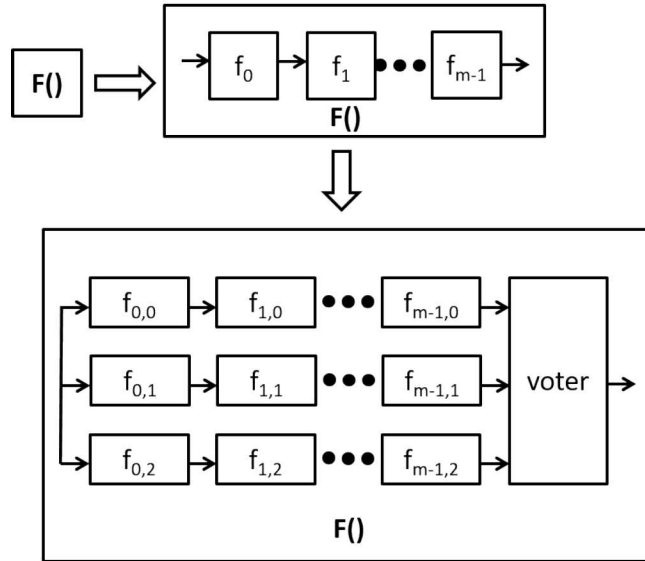 F()
f0 f1 fm-1
F()
f0,0 f1,0 fm-1,0
f0,1 f1,1 fm-1,1 voter
f0,2 f1,2 fm-1,2
F()